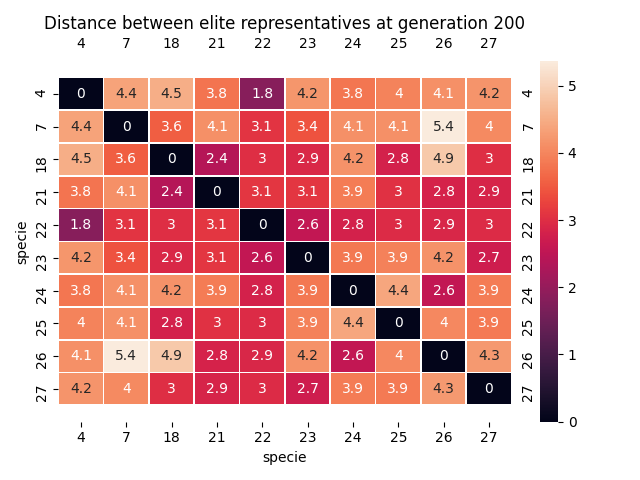 Distance between elite representatives at generation 200
4 7 18 21 22 23 24 25 26 27
4 0 4.4 4.5 3.8 1.8 4.2 3.8 4 4.1 4.2 4
7 4.4 0 3.6 4.1 3.1 3.4 4.1 4.1 5.4 4 7
18 4.5 3.6 0 2.4 3 2.9 4.2 2.8 4.9 3 18
21 3.8 4.1 2.4 0 3.1 3.1 3.9 3 2.8 2.9 21
22 1.8 3.1 3 3.1 0 2.6 2.8 3 2.9 3 22
23 4.2 3.4 2.9 3.1 2.6 0 3.9 3.9 4.2 2.7 23
24 3.8 4.1 4.2 3.9 2.8 3.9 0 4.4 2.6 3.9 24
25 4 4.1 2.8 3 3 3.9 4.4 0 4 3.9 25
26 4.1 5.4 4.9 2.8 2.9 4.2 2.6 4 0 4.3 26
27 4.2 4 3 2.9 3 2.7 3.9 3.9 4.3 0 27
4 7 18 21 22 23 24 25 26 27
specie
specie
5
4
3
2
1
0